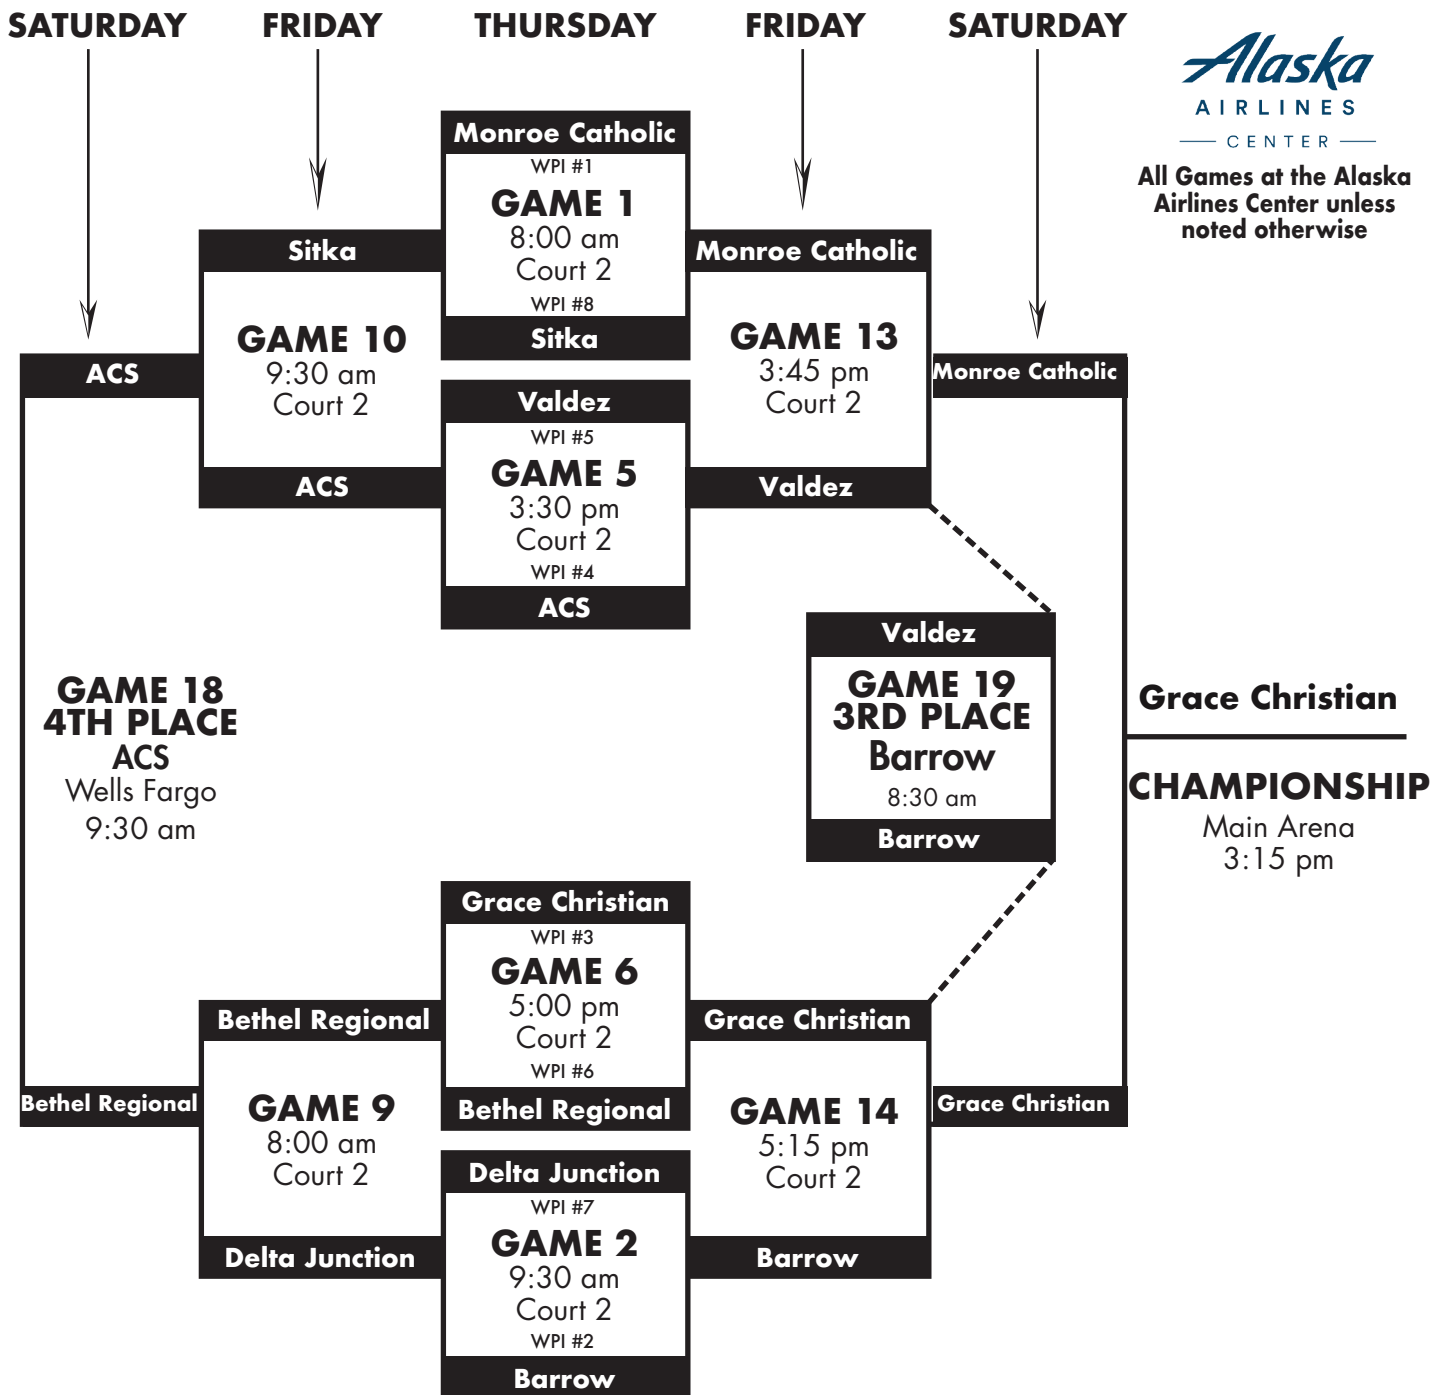 SATURDAY
FRIDAY
THURSDAY
FRIDAY
SATURDAY
Alaska
AIRLINES
CENTER
All Games at the Alaska
Airlines Center unless
noted otherwise
Monroe Catholic
WPI #1
GAME 1
8:00 am
Court 2
WPI #8
Sitka
Sitka
GAME 10
9:30 am
Court 2
ACS
Monroe Catholic
GAME 13
3:45 pm
Court 2
Valdez
ACS
Monroe Catholic
Valdez
WPI #5
GAME 5
3:30 pm
Court 2
WPI #4
ACS
GAME 18
4TH PLACE
ACS
Wells Fargo
9:30 am
Valdez
GAME 19
3RD PLACE
Barrow
8:30 am
Barrow
Grace Christian
CHAMPIONSHIP
Main Arena
3:15 pm
Grace Christian
WPI #3
GAME 6
5:00 pm
Court 2
WPI #6
Bethel Regional
Bethel Regional
GAME 9
8:00 am
Court 2
Delta Junction
Grace Christian
GAME 14
5:15 pm
Court 2
Barrow
Bethel Regional
Grace Christian
Delta Junction
WPI #7
GAME 2
9:30 am
Court 2
WPI #2
Barrow